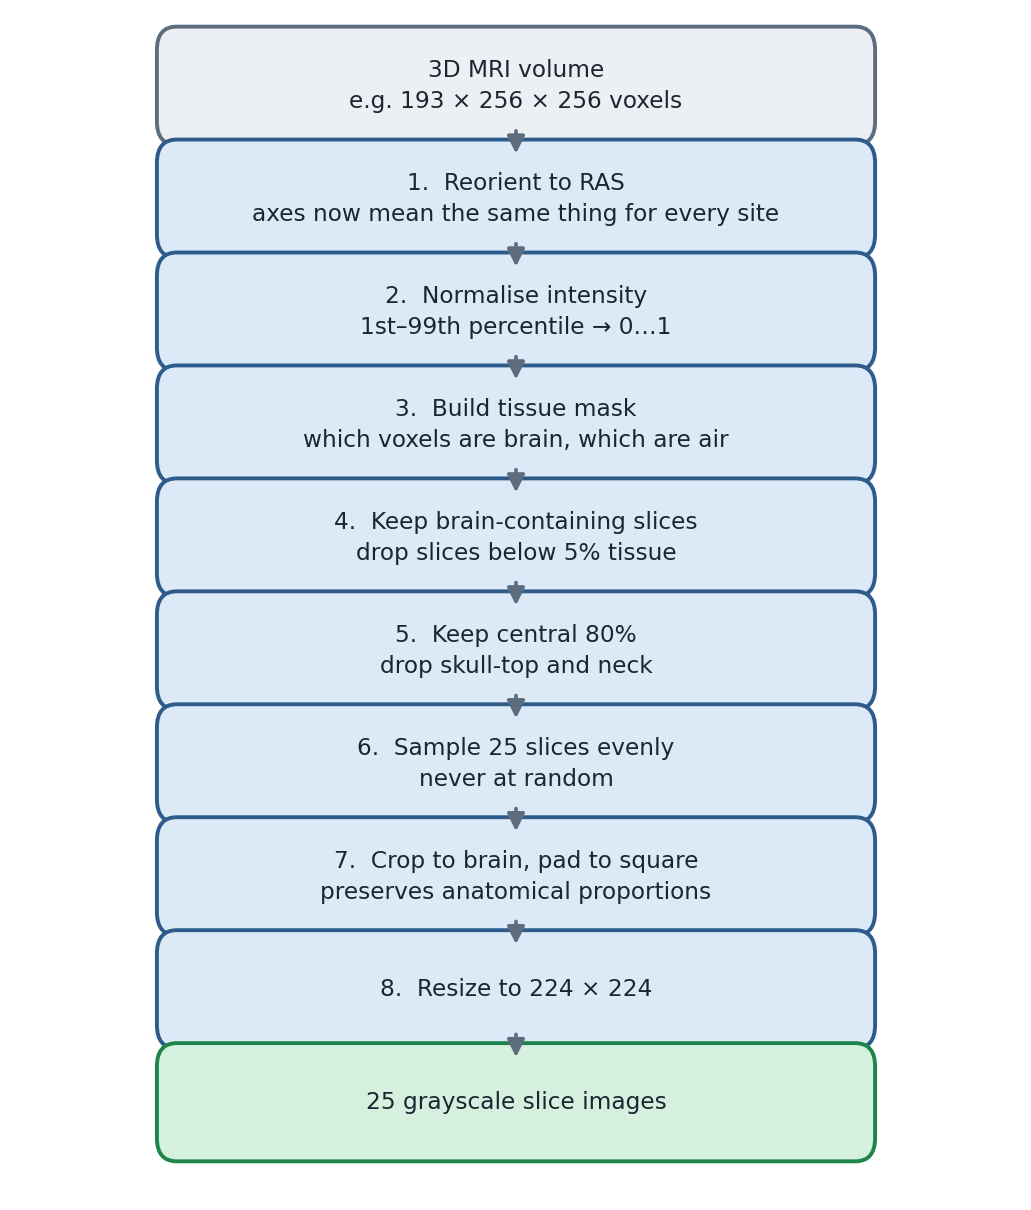 3D MRI volume
e.g. 193 × 256 × 256 voxels
1.  Reorient to RAS
axes now mean the same thing for every site
2.  Normalise intensity
1st–99th percentile → 0…1
3.  Build tissue mask
which voxels are brain, which are air
4.  Keep brain-containing slices
drop slices below 5% tissue
5.  Keep central 80%
drop skull-top and neck
6.  Sample 25 slices evenly
never at random
7.  Crop to brain, pad to square
preserves anatomical proportions
8.  Resize to 224 × 224
25 grayscale slice images